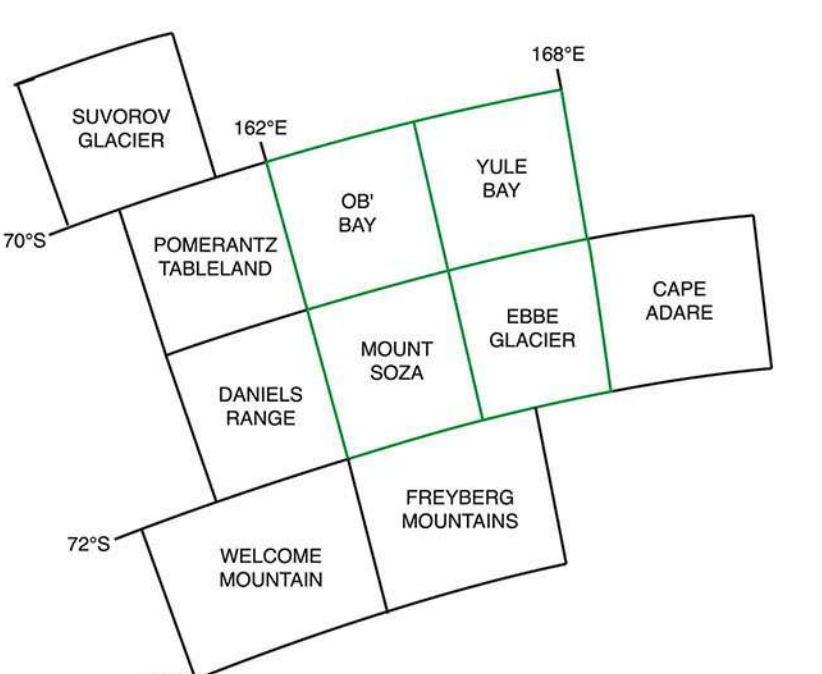 168°E
SUVOROV
GLACIER
162°E
YULE
BAY
OB'
BAY
70°S
POMERANTZ
TABLELAND
CAPE
ADARE
EBBE
GLACIER
MOUNT
SOZA
DANIELS
RANGE
FREYBERG
MOUNTAINS
72°S
WELCOME
MOUNTAIN